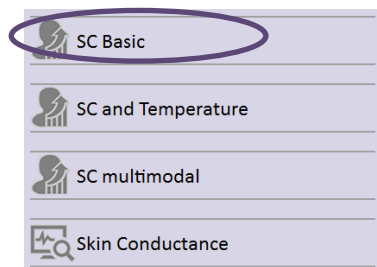 SC Basic
SC and Temperature
SC multimodal
Skin Conductance